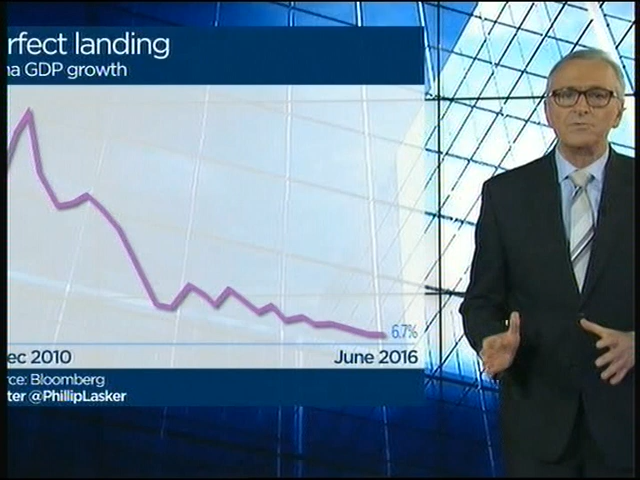 rfect landing
na GDP growth
6.7%
ec 2010
June 2016
rce: Bloomberg
ter @PhillipLasker